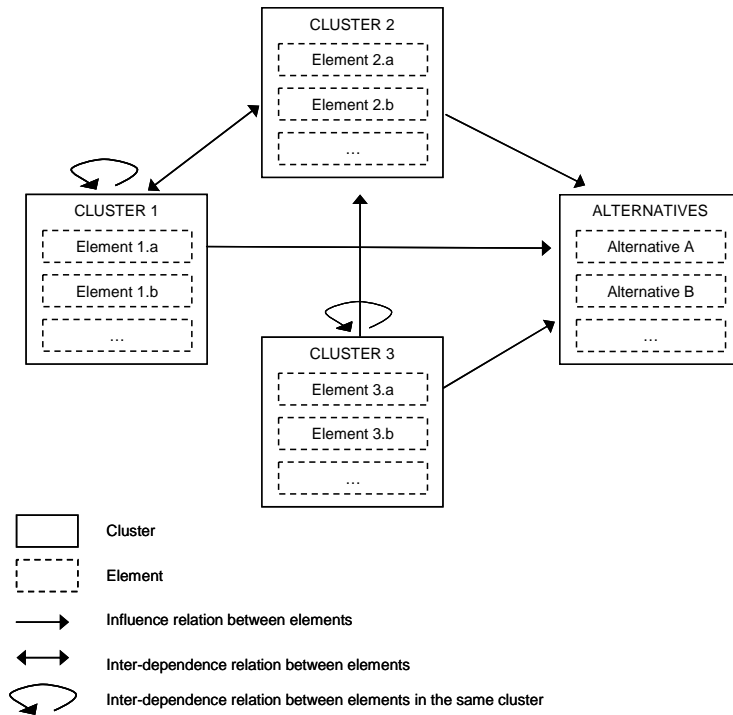 CLUSTER 2
Element 2.a
Element 2.b
...
CLUSTER 1
Element 1.a
Element 1.b
...
ALTERNATIVES
Alternative A
Alternative B
...
CLUSTER 3
Element 3.a
Element 3.b
...
Cluster
Element
Influence relation between elements
Inter-dependence relation between elements
Inter-dependence relation between elements in the same cluster